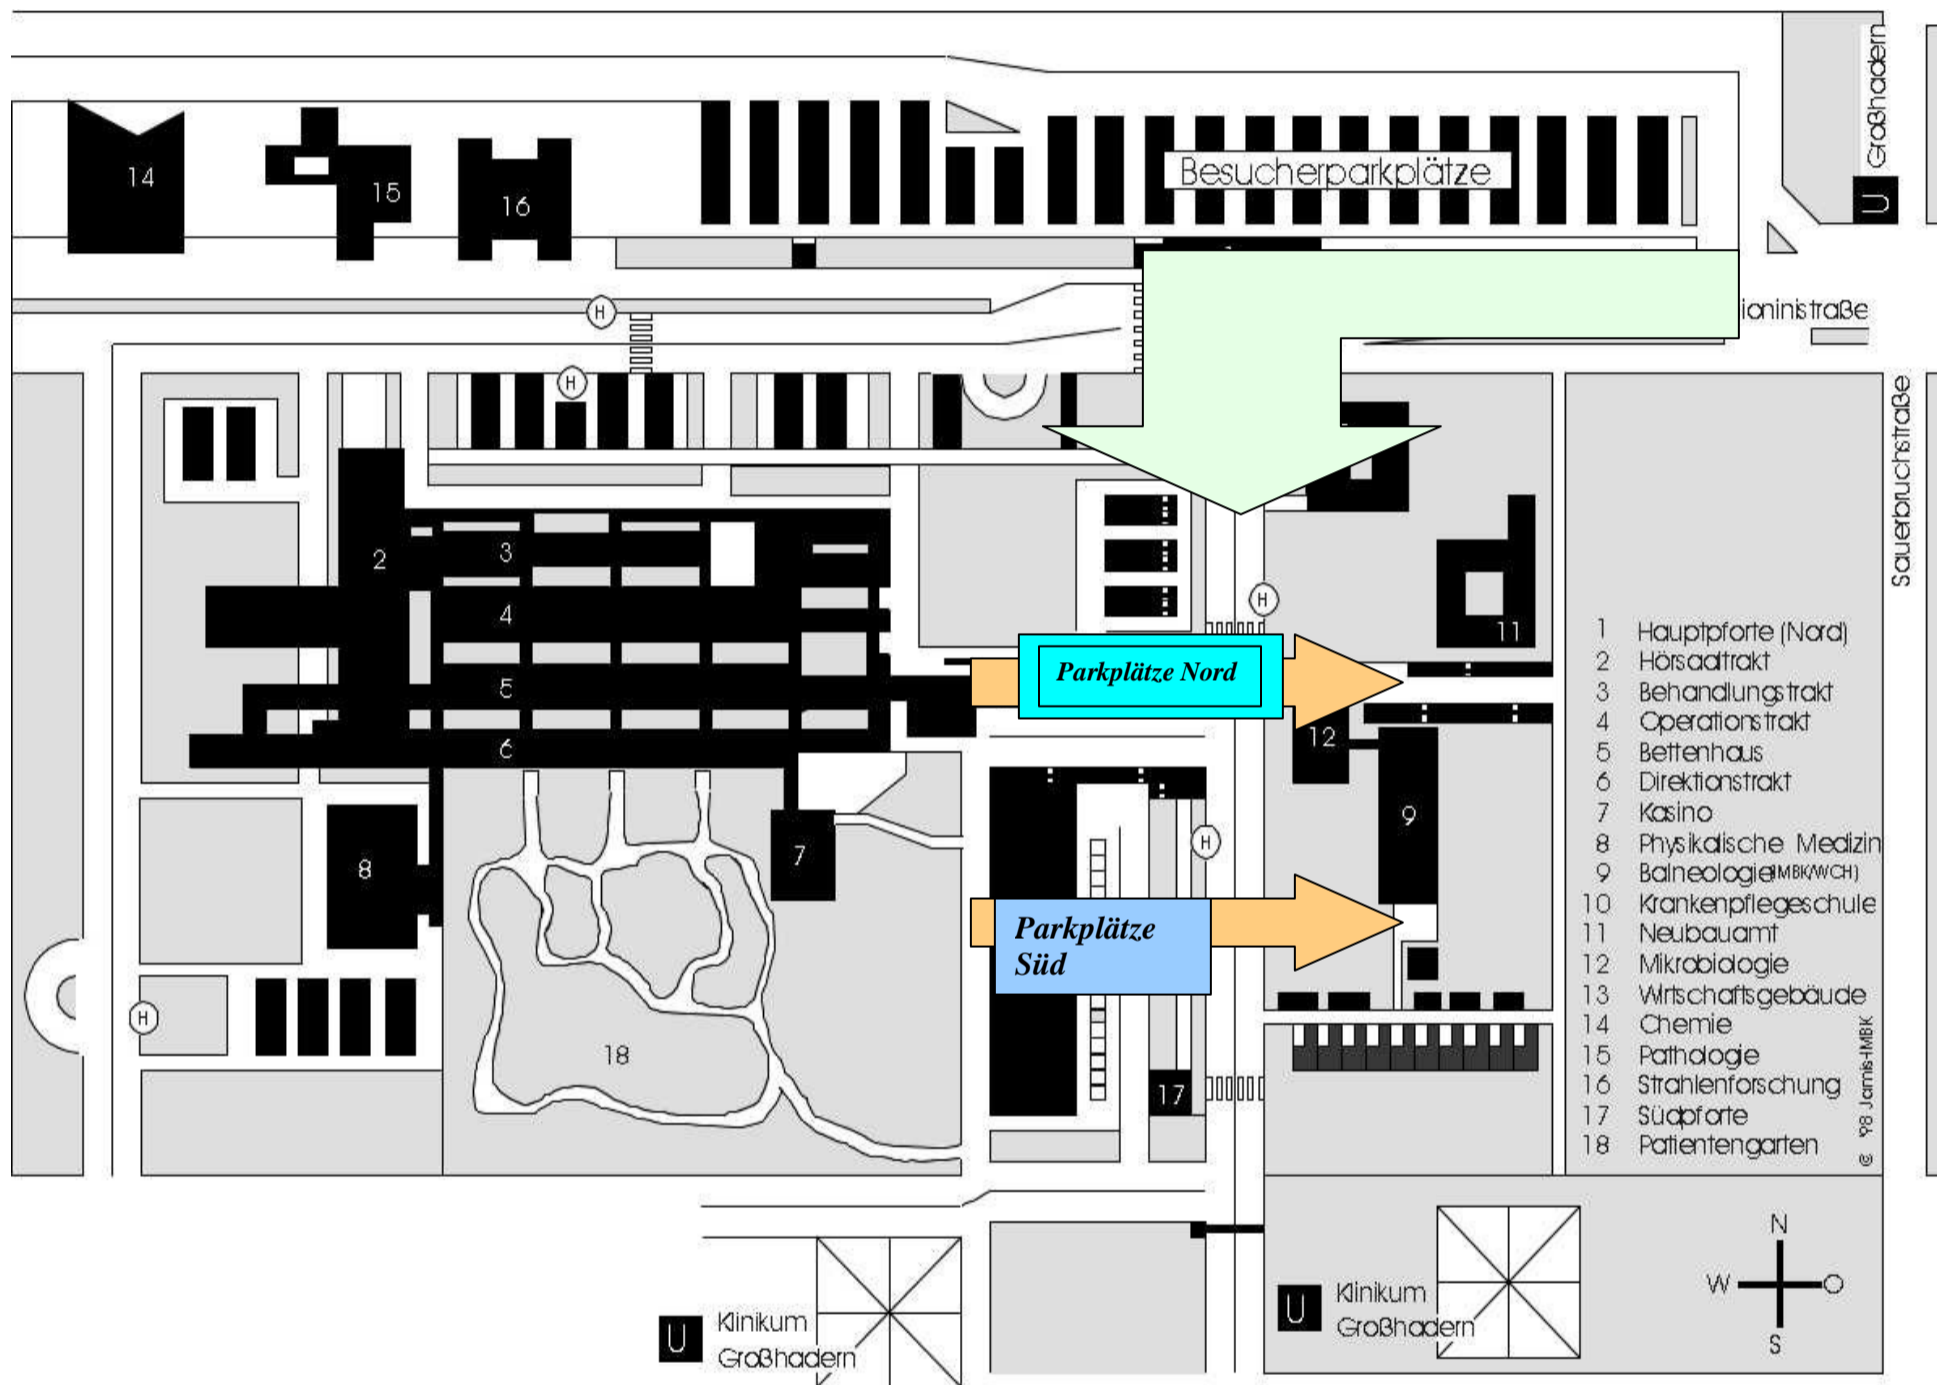 Graßhadern
U
14
15
16
Besucherparkplätze
ioninistraße
H
H
Sauerbruchstraße
2
3
4
5
6
H
11
Parkplätze Nord
12
7
8
9
H
Parkplätze
Süd
H
18
17
1 Hauptpforte (Nord)
2 Hörsaaltrakt
3 Behandlungstrakt
4 Operationstrakt
5 Bettenhaus
6 Direktionstrakt
7 Kasino
8 Physikalische Medizin
9 Balneologie(IMBK/WCH)
10 Krankenpflegeschule
11 Neubauamt
12 Mikrobiologie
13 Wirtschaftsgebäude
14 Chemie
15 Pathologie
16 Strahlenforschung
17 Südpforte
18 Patientengarten
© '98 Jamis-IMBK
U Klinikum
Großhadern
U Klinikum
Großhadern
N
W O
S